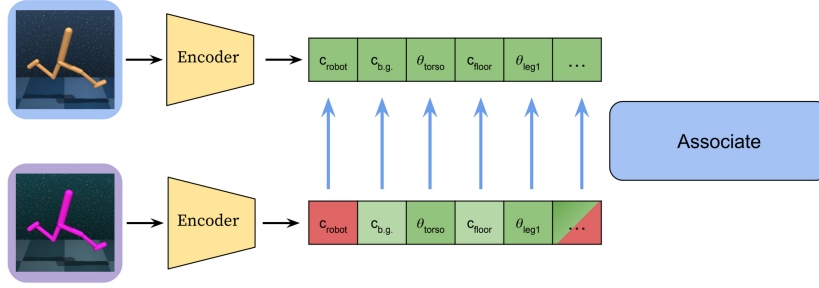 Encoder
c_robot c_b.g. θ_torso c_floor θ_leg1 ...
Associate
Encoder
c_robot c_b.g. θ_torso c_floor θ_leg1 ...